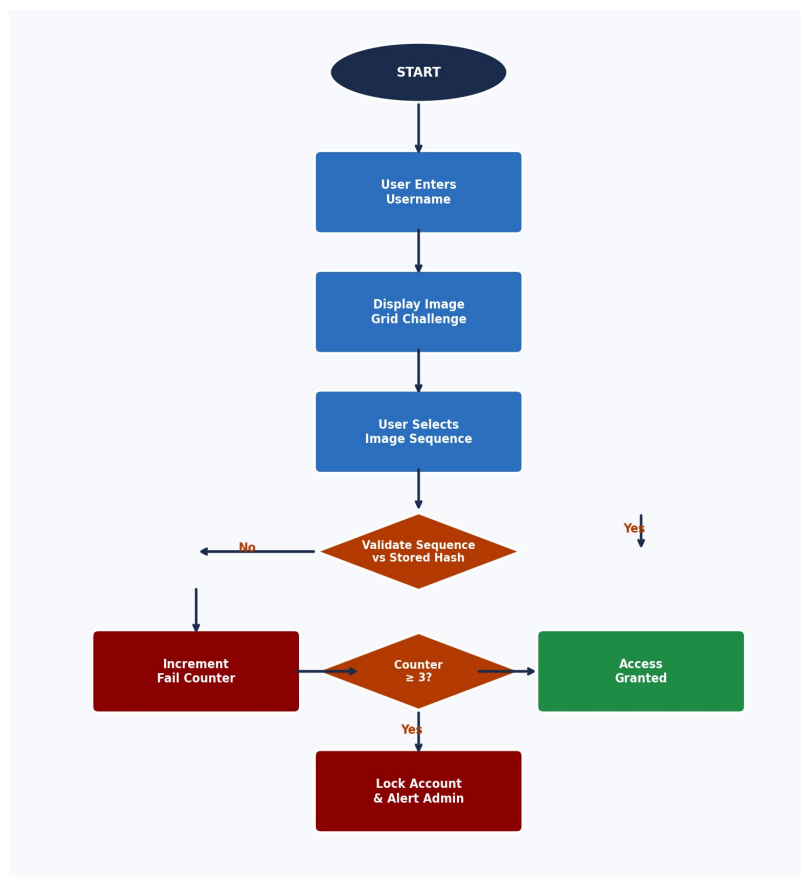 START
User Enters
Username
Display Image
Grid Challenge
User Selects
Image Sequence
Yes
No
Validate Sequence
vs Stored Hash
Increment
Fail Counter
Counter
≥ 3?
Access
Granted
Yes
Lock Account
& Alert Admin